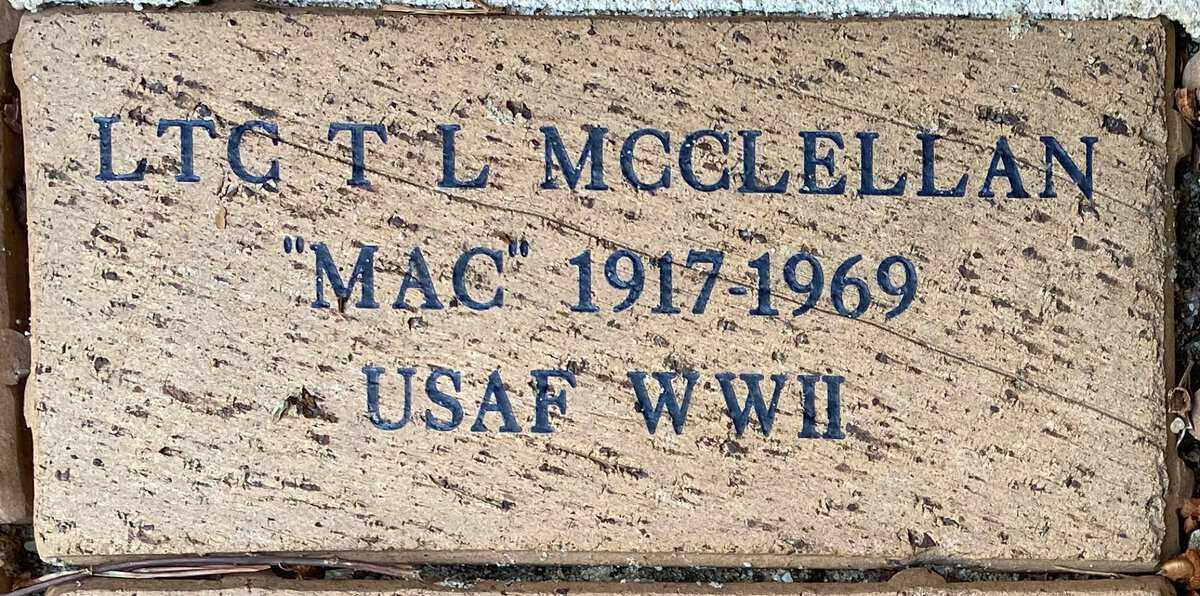 LTC T L MCCLELLAN
"MAC" 1917-1969
USAF WWII